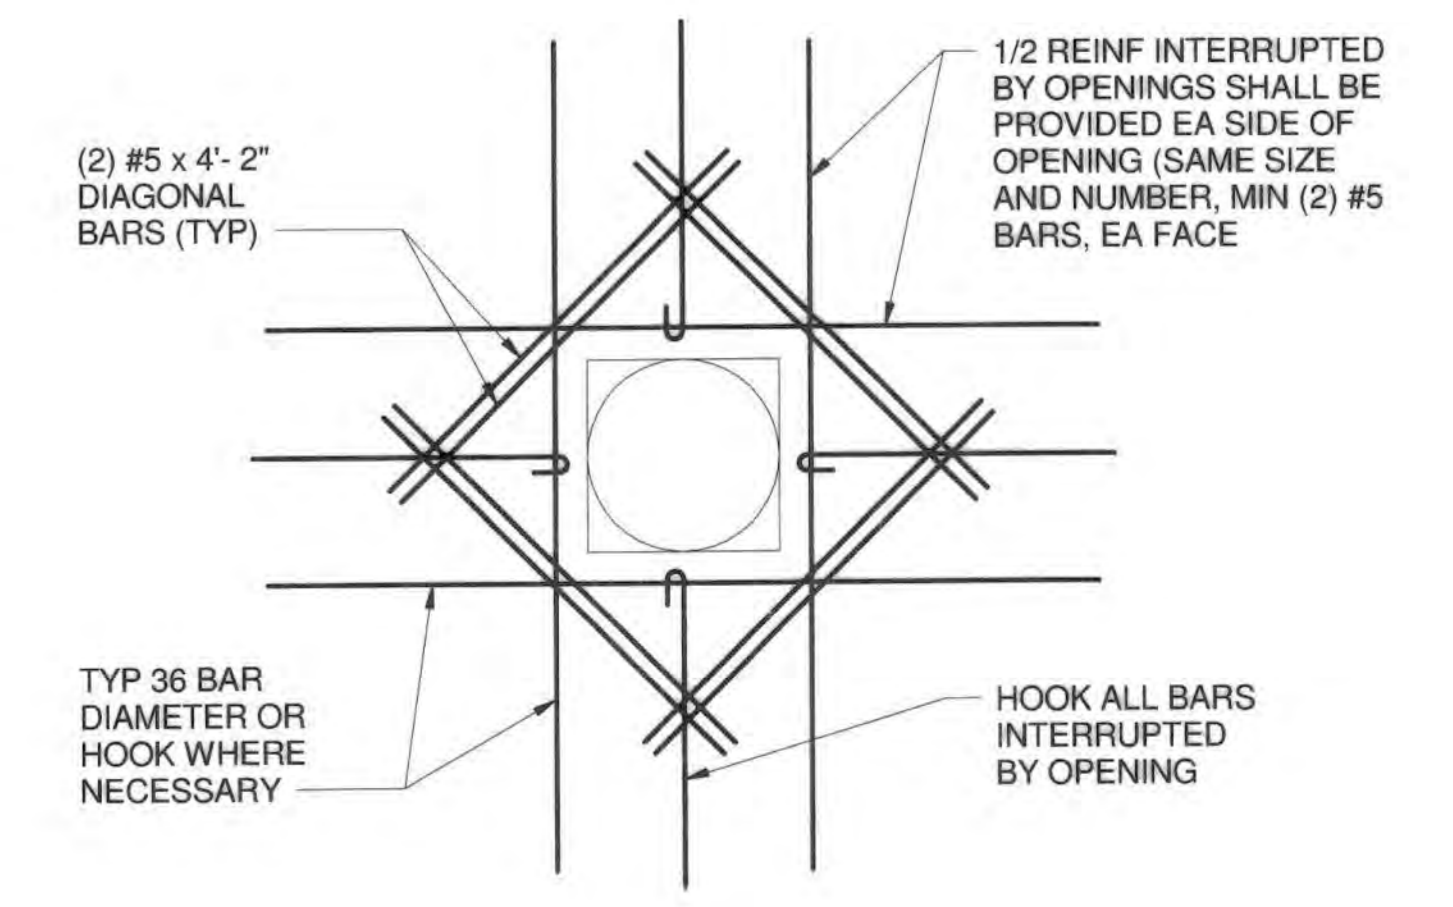 (2) #5 x 4'- 2"
DIAGONAL
BARS (TYP)
1/2 REINF INTERRUPTED
BY OPENINGS SHALL BE
PROVIDED EA SIDE OF
OPENING (SAME SIZE
AND NUMBER, MIN (2) #5
BARS, EA FACE
TYP 36 BAR
DIAMETER OR
HOOK WHERE
NECESSARY
HOOK ALL BARS
INTERRUPTED
BY OPENING